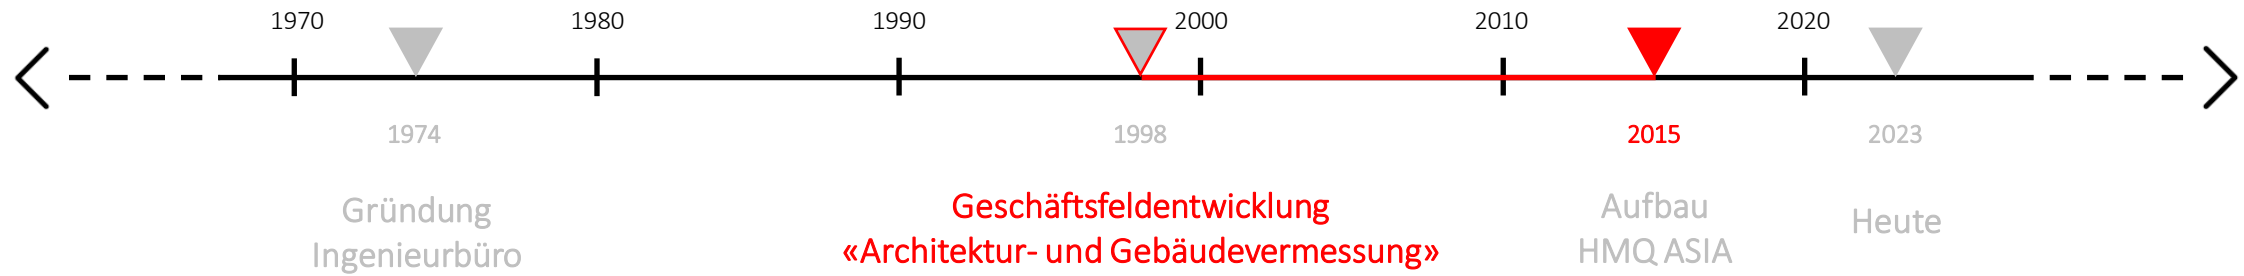 1970 1980 1990 2000 2010 2020
1974 1998 2015 2023
Gründung
Ingenieurbüro
Geschäftsfeldentwicklung
«Architektur- und Gebäudevermessung»
Aufbau
HMQ ASIA
Heute